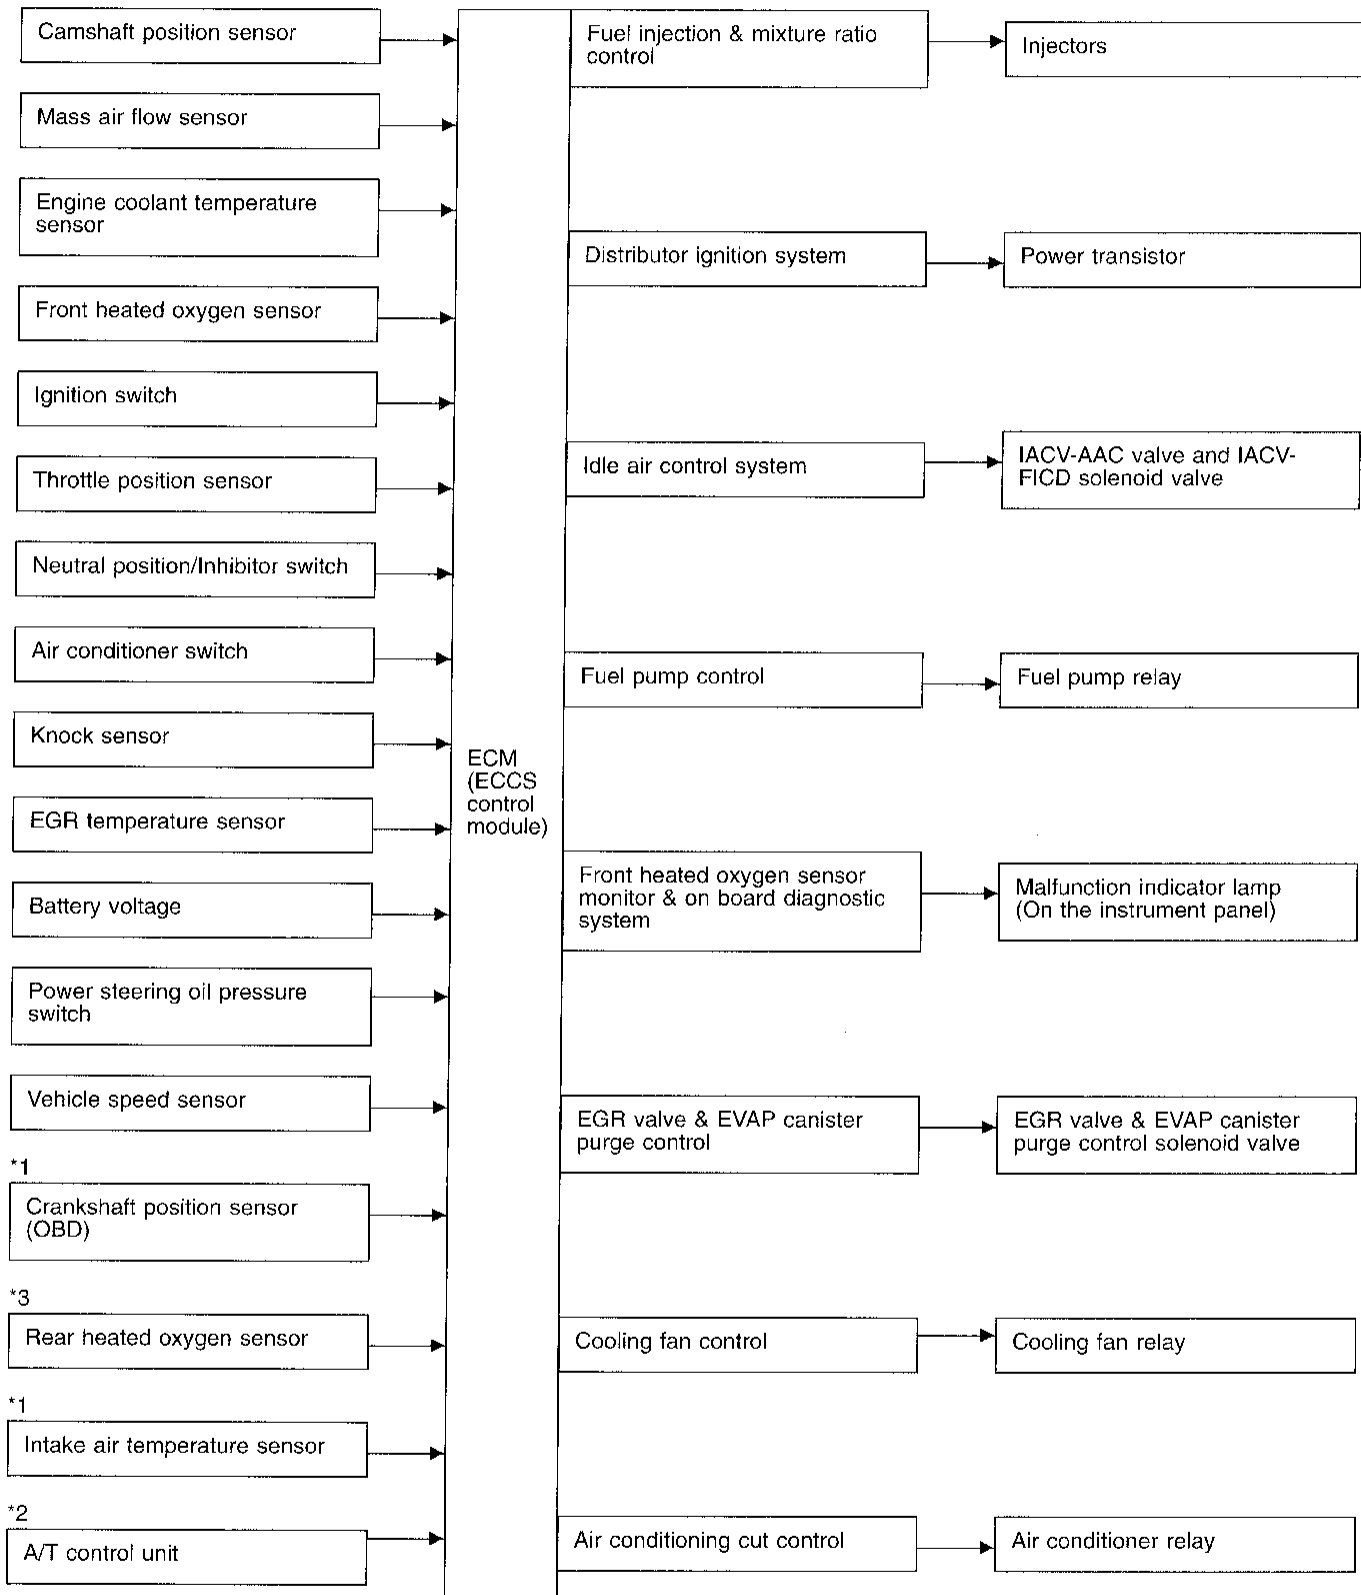 Camshaft position sensor
Mass air flow sensor
Engine coolant temperature
sensor
Front heated oxygen sensor
Ignition switch
Throttle position sensor
Neutral position/Inhibitor switch
Air conditioner switch
Knock sensor
EGR temperature sensor
Battery voltage
Power steering oil pressure
switch
Vehicle speed sensor
*1
Crankshaft position sensor
(OBD)
*3
Rear heated oxygen sensor
*1
Intake air temperature sensor
*2
A/T control unit
ECM
(ECCS
control
module)
Fuel injection & mixture ratio
control
Injectors
Distributor ignition system
Power transistor
Idle air control system
IACV-AAC valve and IACV-
FICD solenoid valve
Fuel pump control
Fuel pump relay
Front heated oxygen sensor
monitor & on board diagnostic
system
Malfunction indicator lamp
(On the instrument panel)
EGR valve & EVAP canister
purge control
EGR valve & EVAP canister
purge control solenoid valve
Cooling fan control
Cooling fan relay
Air conditioning cut control
Air conditioner relay